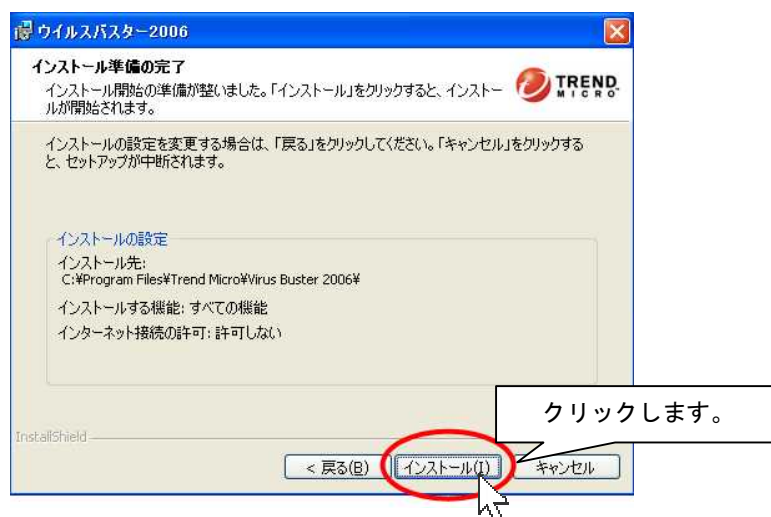 ウイルスバスター2006
インストール準備の完了
インストール開始の準備が整いました。「インストール」をクリックすると、インストー
ルが開始されます。
TREND
MICRO
インストールの設定を変更する場合は、「戻る」をクリックしてください。「キャンセル」をクリックする
と、セットアップが中断されます。
インストールの設定
インストール先:
C:¥Program Files¥Trend Micro¥Virus Buster 2006¥
インストールする機能: すべての機能
インターネット接続の許可: 許可しない
クリックします。
InstallShield
< 戻る(B)
インストール(I)
キャンセル